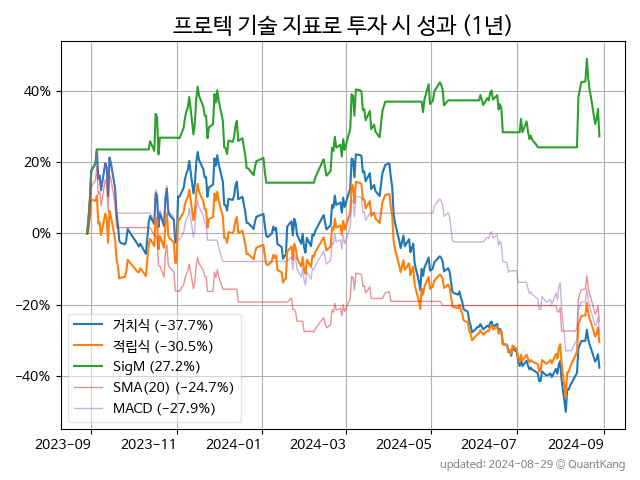 프로텍 기술 지표로 투자 시 성과 (1년)
40%
20%
0%
−20%
−40%
거치식 (−37.7%)
적립식 (−30.5%)
SigM (27.2%)
SMA(20) (−24.7%)
MACD (−27.9%)
2023−09 2023−11 2024−01 2024−03 2024−05 2024−07 2024−09
updated: 2024-08-29 © QuantKang